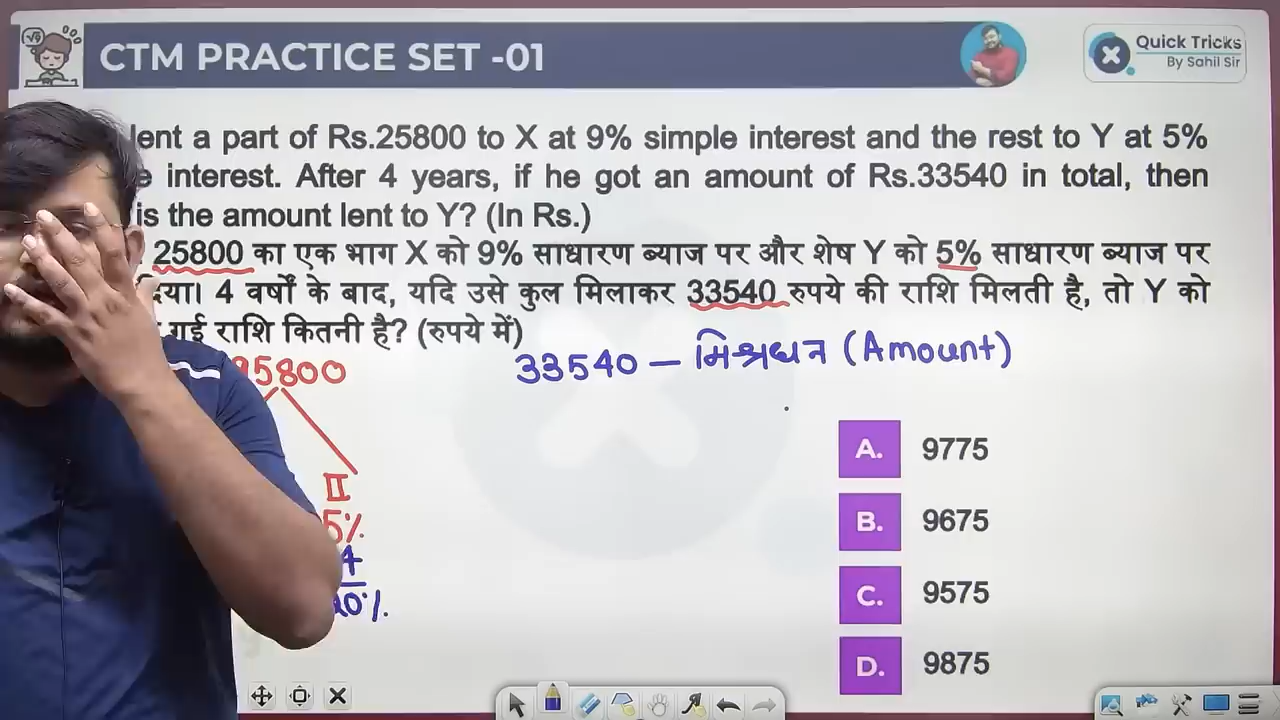 CTM PRACTICE SET -01
Quick Tricks
By Sahil Sir
lent a part of Rs.25800 to X at 9% simple interest and the rest to Y at 5%
interest. After 4 years, if he got an amount of Rs.33540 in total, then
is the amount lent to Y? (In Rs.)
25800 का एक भाग X को 9% साधारण ब्याज पर और शेष Y को 5% साधारण ब्याज पर
दिया। 4 वर्षों के बाद, यदि उसे कुल मिलाकर 33540 रुपये की राशि मिलती है, तो Y को
गई राशि कितनी है? (रुपये में)
25800
33540 — मिश्रधन (Amount)
II
5%
4
20%
A. 9775
B. 9675
C. 9575
D. 9875